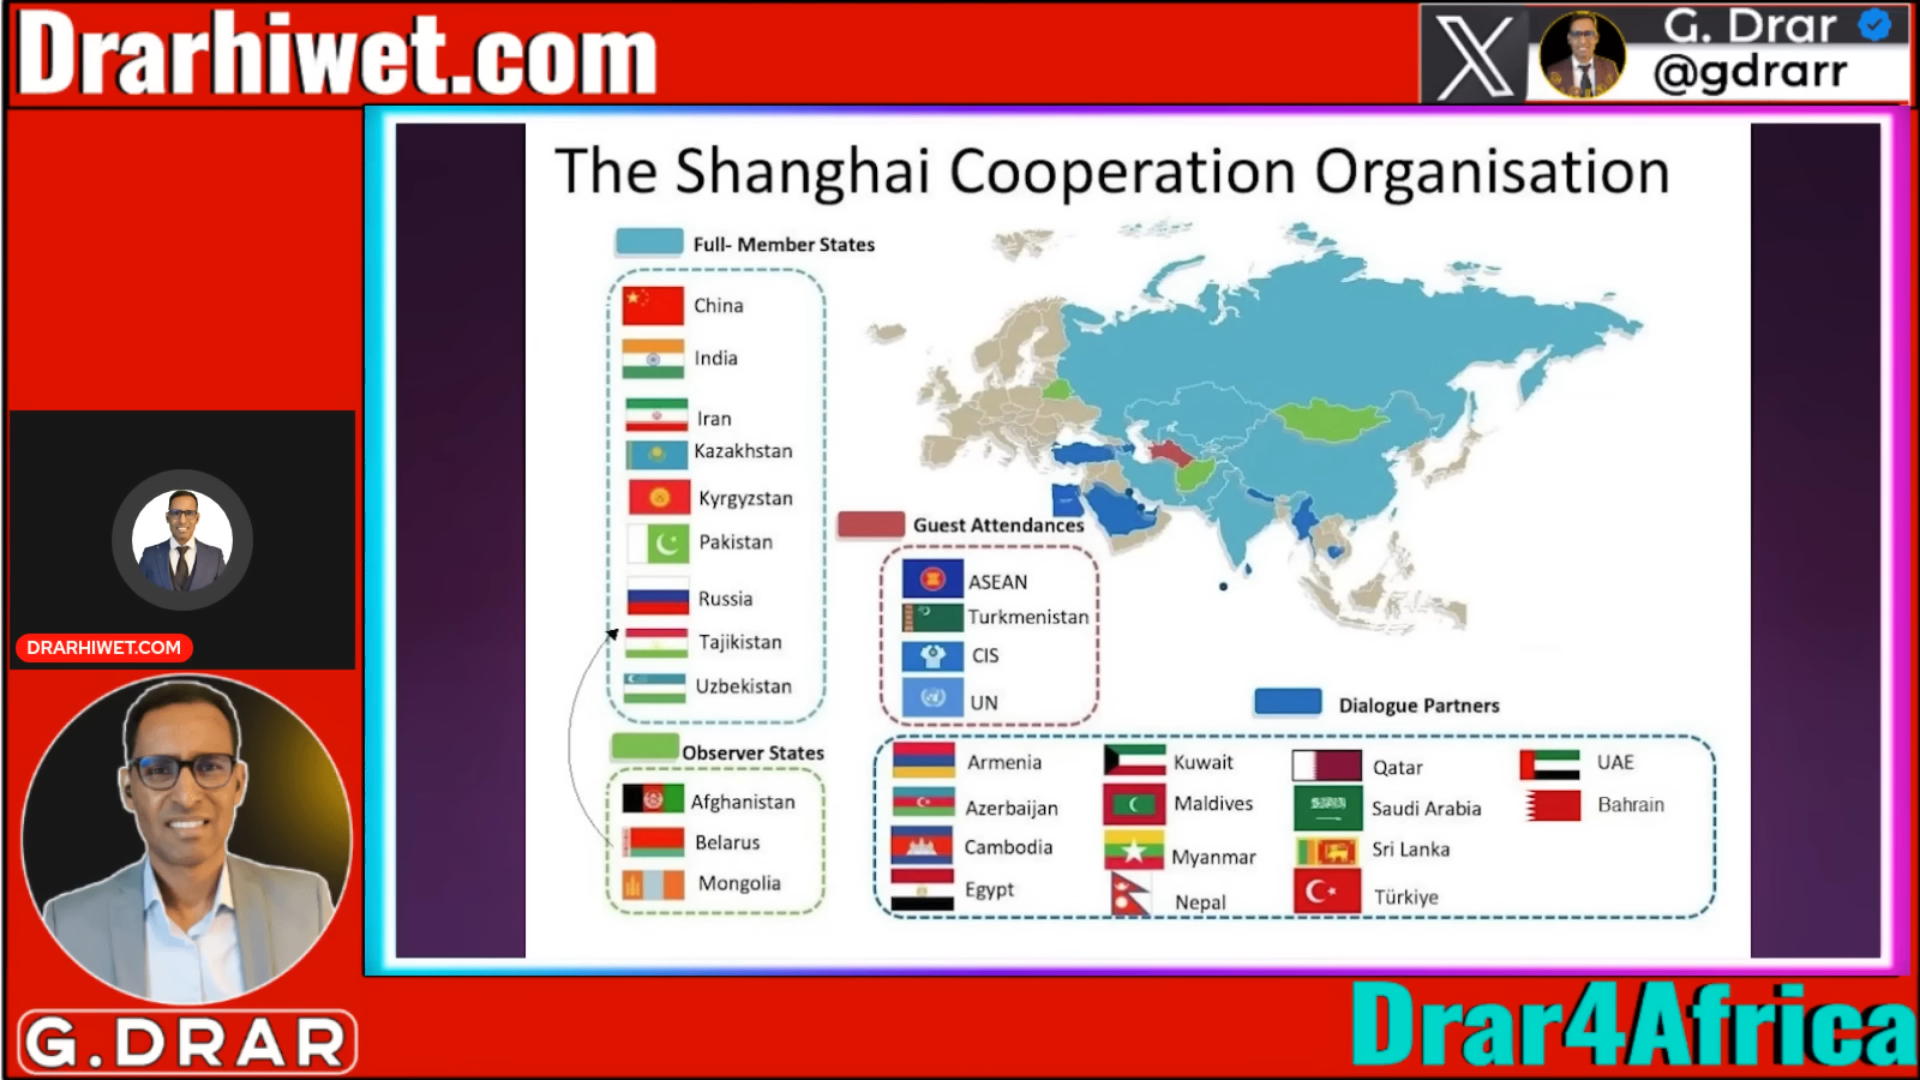 Drarhiwet.com
G. Drar
@gdrarr
The Shanghai Cooperation Organisation
Full- Member States
China
India
Iran
Kazakhstan
Kyrgyzstan
Pakistan
Russia
Tajikistan
Uzbekistan
Observer States
Afghanistan
Belarus
Mongolia
Guest Attendances
ASEAN
Turkmenistan
CIS
UN
Dialogue Partners
Armenia
Azerbaijan
Cambodia
Egypt
Kuwait
Maldives
Myanmar
Nepal
Qatar
Saudi Arabia
Sri Lanka
Türkiye
UAE
Bahrain
DRARHIWET.COM
G.DRAR
Drar4Africa